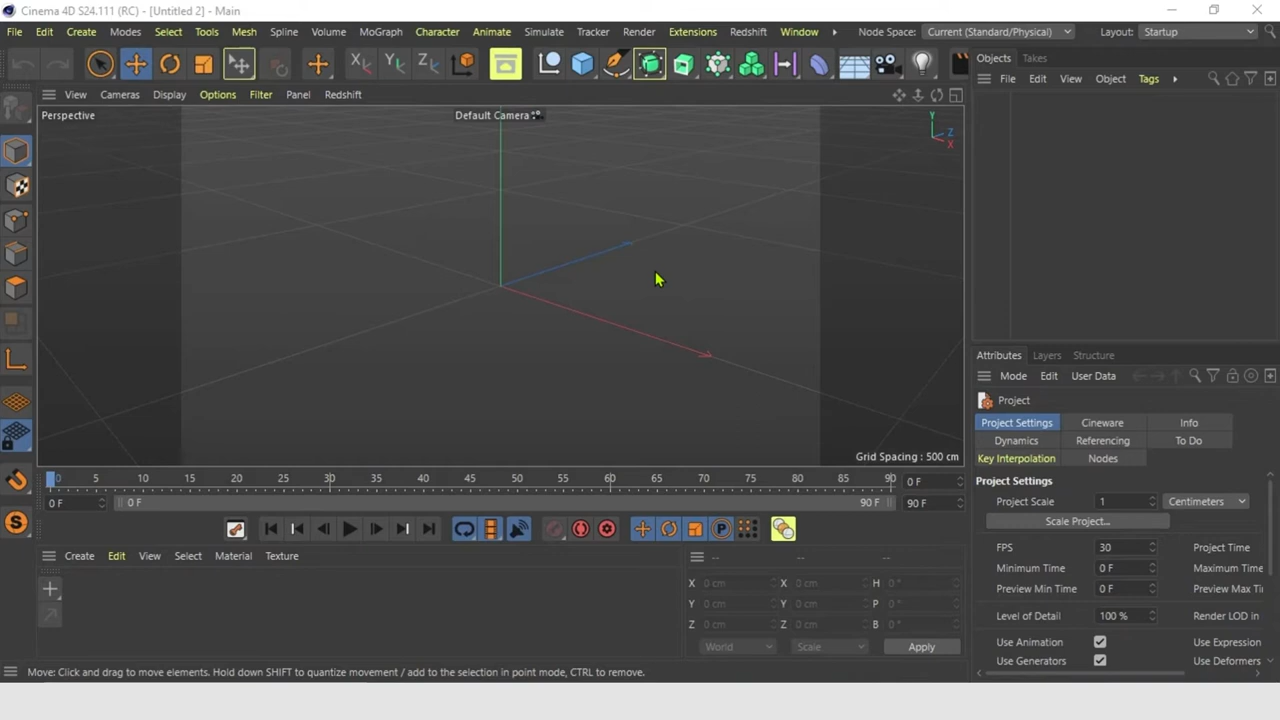 Cinema 4D S24.111 (RC) - [Untitled 2] - Main
File Edit Create Modes Select Tools Mesh Spline Volume MoGraph Character Animate Simulate Tracker Render Extensions Redshift Window Node Space: Current (Standard/Physical) Layout: Startup
X Y Z
Objects Takes
File Edit View Object Tags
View Cameras Display Options Filter Panel Redshift
Perspective
Default Camera
Y
Z
X
Grid Spacing : 500 cm
Attributes Layers Structure
Mode Edit User Data
Project
Project Settings Cineware Info
Dynamics Referencing To Do
Key Interpolation Nodes
Project Settings
Project Scale 1 Centimeters
Scale Project...
FPS 30 Project Time
Minimum Time 0 F Maximum Time
Preview Min Time 0 F Preview Max Ti
Level of Detail 100 % Render LOD in
Use Animation Use Expression
Use Generators Use Deformers
0 5 10 15 20 25 30 35 40 45 50 55 60 65 70 75 80 85 90 0 F
0 F 0 F 90 F 90 F
P
S
Create Edit View Select Material Texture
-- -- --
X 0 cm X 0 cm H 0 °
Y 0 cm Y 0 cm P 0 °
Z 0 cm Z 0 cm B 0 °
World Scale Apply
Move: Click and drag to move elements. Hold down SHIFT to quantize movement / add to the selection in point mode, CTRL to remove.